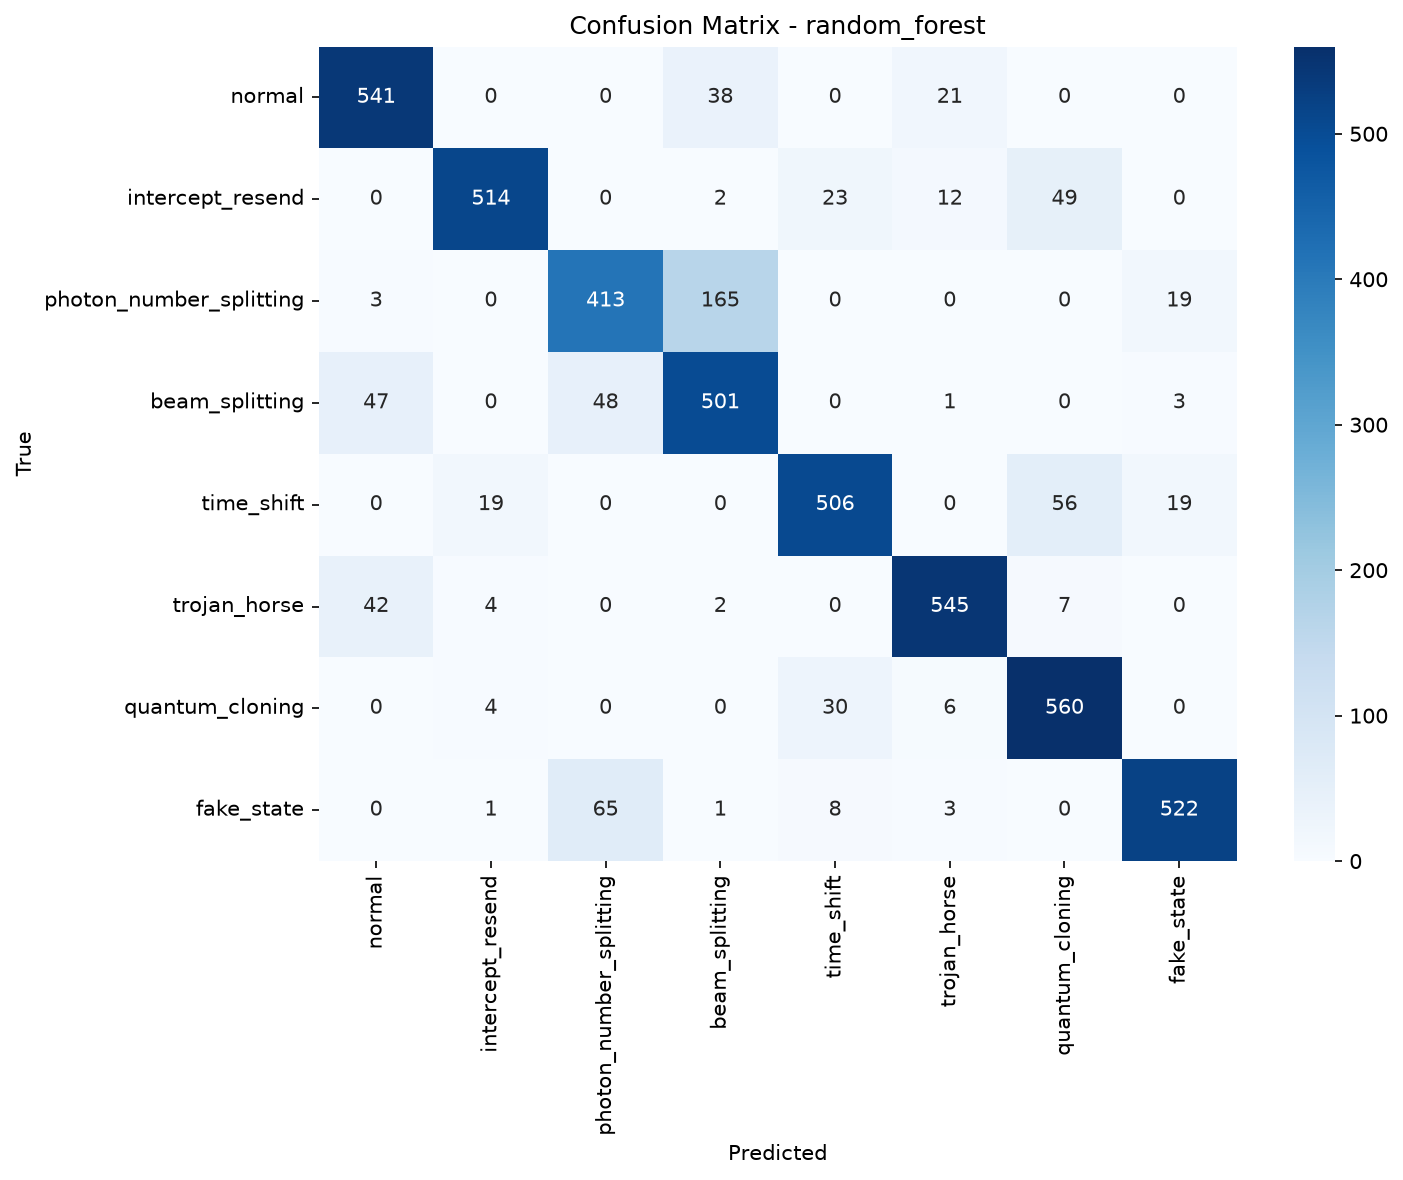 Confusion Matrix - random_forest
normal 541 0 0 38 0 21 0 0
intercept_resend 0 514 0 2 23 12 49 0
photon_number_splitting 3 0 413 165 0 0 0 19
beam_splitting 47 0 48 501 0 1 0 3
time_shift 0 19 0 0 506 0 56 19
trojan_horse 42 4 0 2 0 545 7 0
quantum_cloning 0 4 0 0 30 6 560 0
fake_state 0 1 65 1 8 3 0 522
True
normal
intercept_resend
photon_number_splitting
beam_splitting
time_shift
trojan_horse
quantum_cloning
fake_state
Predicted
500
400
300
200
100
0